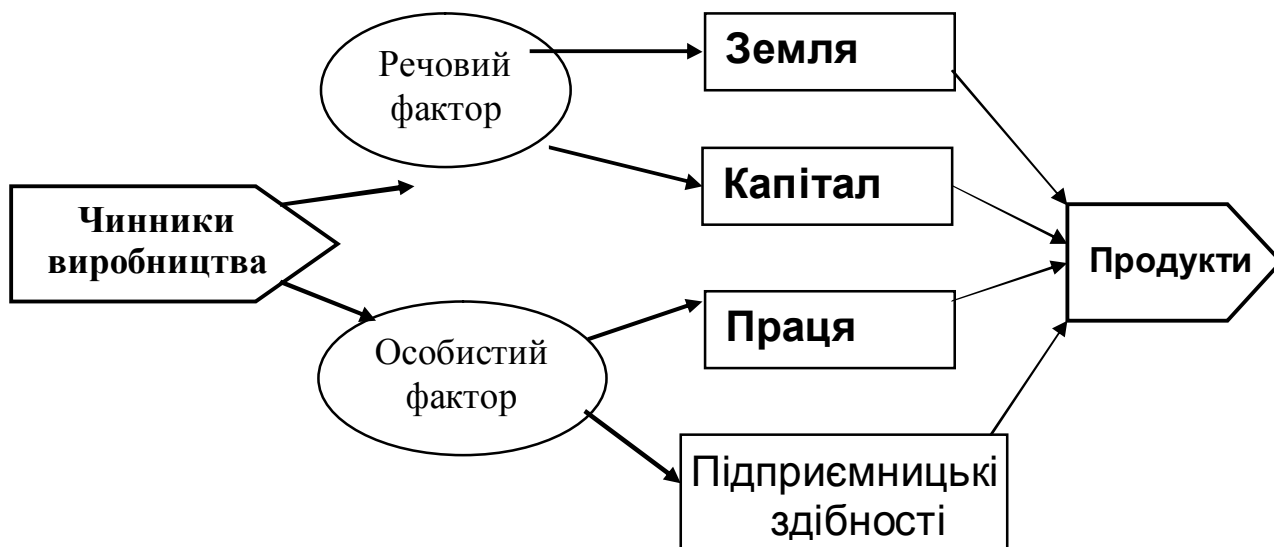 Чинники
виробництва
Речовий
фактор
Особистий
фактор
Земля
Капітал
Праця
Підприємницькі
здібності
Продукти